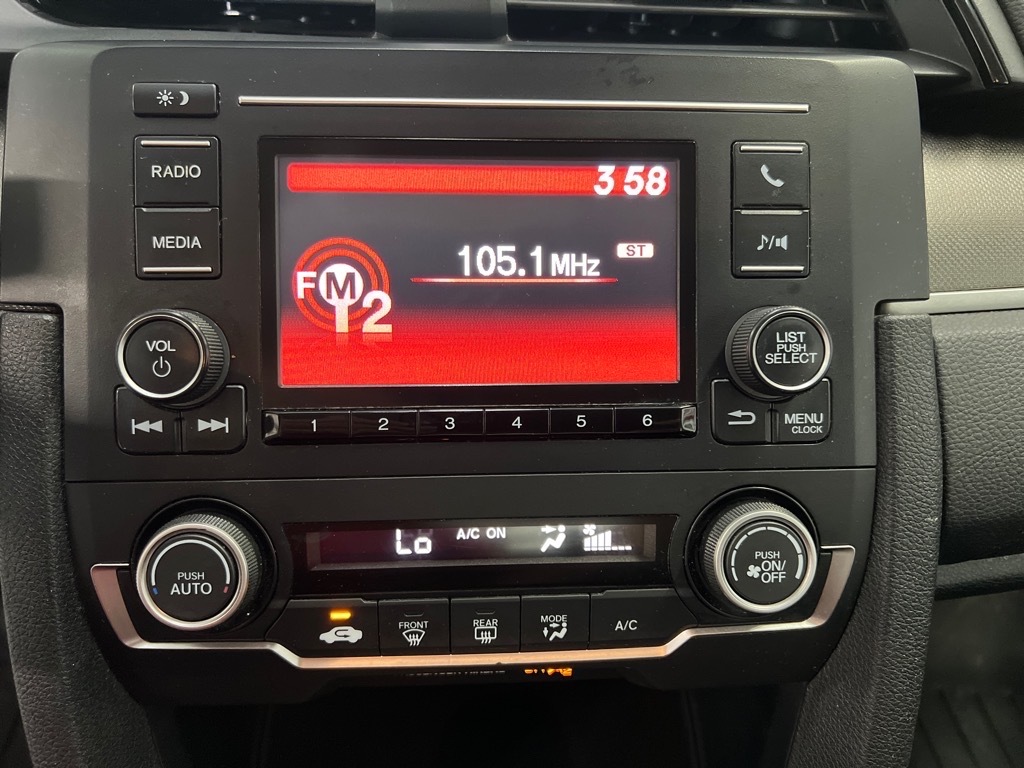 RADIO
MEDIA
VOL
3 58
105.1 MHz
ST
FM
2
LIST
PUSH
SELECT
MENU
CLOCK
1 2 3 4 5 6
Lo A/C ON
PUSH
AUTO
PUSH
ON/
OFF
FRONT
REAR
MODE
A/C